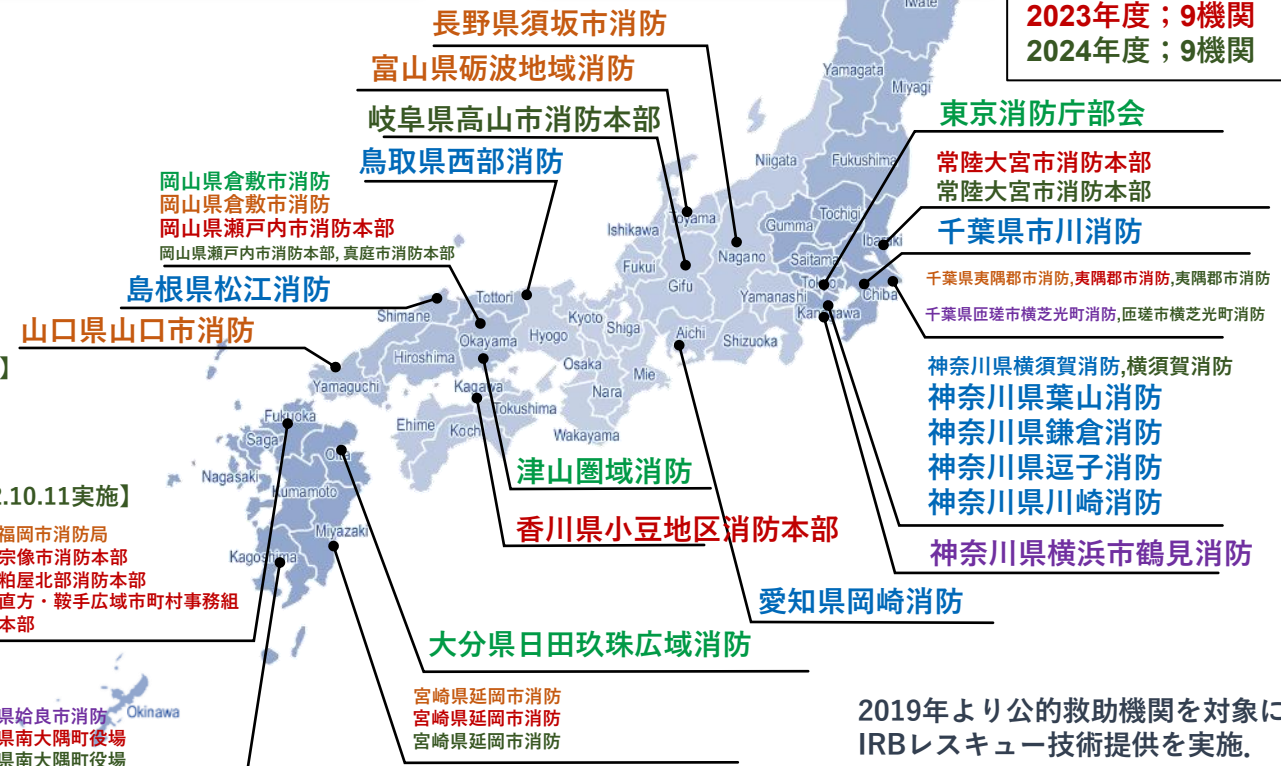 長野県須坂市消防
富山県砺波地域消防
岐阜県高山市消防本部
鳥取県西部消防
岡山県倉敷市消防
岡山県倉敷市消防
岡山県瀬戸内市消防本部
岡山県瀬戸内市消防本部, 真庭市消防本部
島根県松江消防
山口県山口市消防
】
2.10.11実施】
福岡市消防局
宗像市消防本部
粕屋北部消防本部
直方・鞍手広域市町村事務組
本部
県姶良市消防
県南大隅町役場
県南大隅町役場
2023年度；9機関
2024年度；9機関
東京消防庁部会
常陸大宮市消防本部
常陸大宮市消防本部
千葉県市川消防
千葉県夷隅郡市消防,夷隅郡市消防,夷隅郡市消防
千葉県匝瑳市横芝光町消防,匝瑳市横芝光町消防
神奈川県横須賀消防,横須賀消防
神奈川県葉山消防
神奈川県鎌倉消防
神奈川県逗子消防
神奈川県川崎消防
神奈川県横浜市鶴見消防
津山圏域消防
香川県小豆地区消防本部
愛知県岡崎消防
大分県日田玖珠広域消防
宮崎県延岡市消防
宮崎県延岡市消防
宮崎県延岡市消防
2019年より公的救助機関を対象に
IRBレスキュー技術提供を実施.
Iwate
Yamagata
Miyagi
Niigata
Fukushima
Ishikawa
Toyama
Gumma
Tochigi
Ibaraki
Fukui
Nagano
Saitama
Gifu
Tokyo
Chiba
Yamanashi
Kanagawa
Tottori
Shimane
Kyoto
Shiga
Aichi
Shizuoka
Okayama
Hyogo
Hiroshima
Osaka
Mie
Yamaguchi
Kagawa
Nara
Tokushima
Ehime
Kochi
Wakayama
Fukuoka
Saga
Oita
Nagasaki
Kumamoto
Miyazaki
Kagoshima
Okinawa